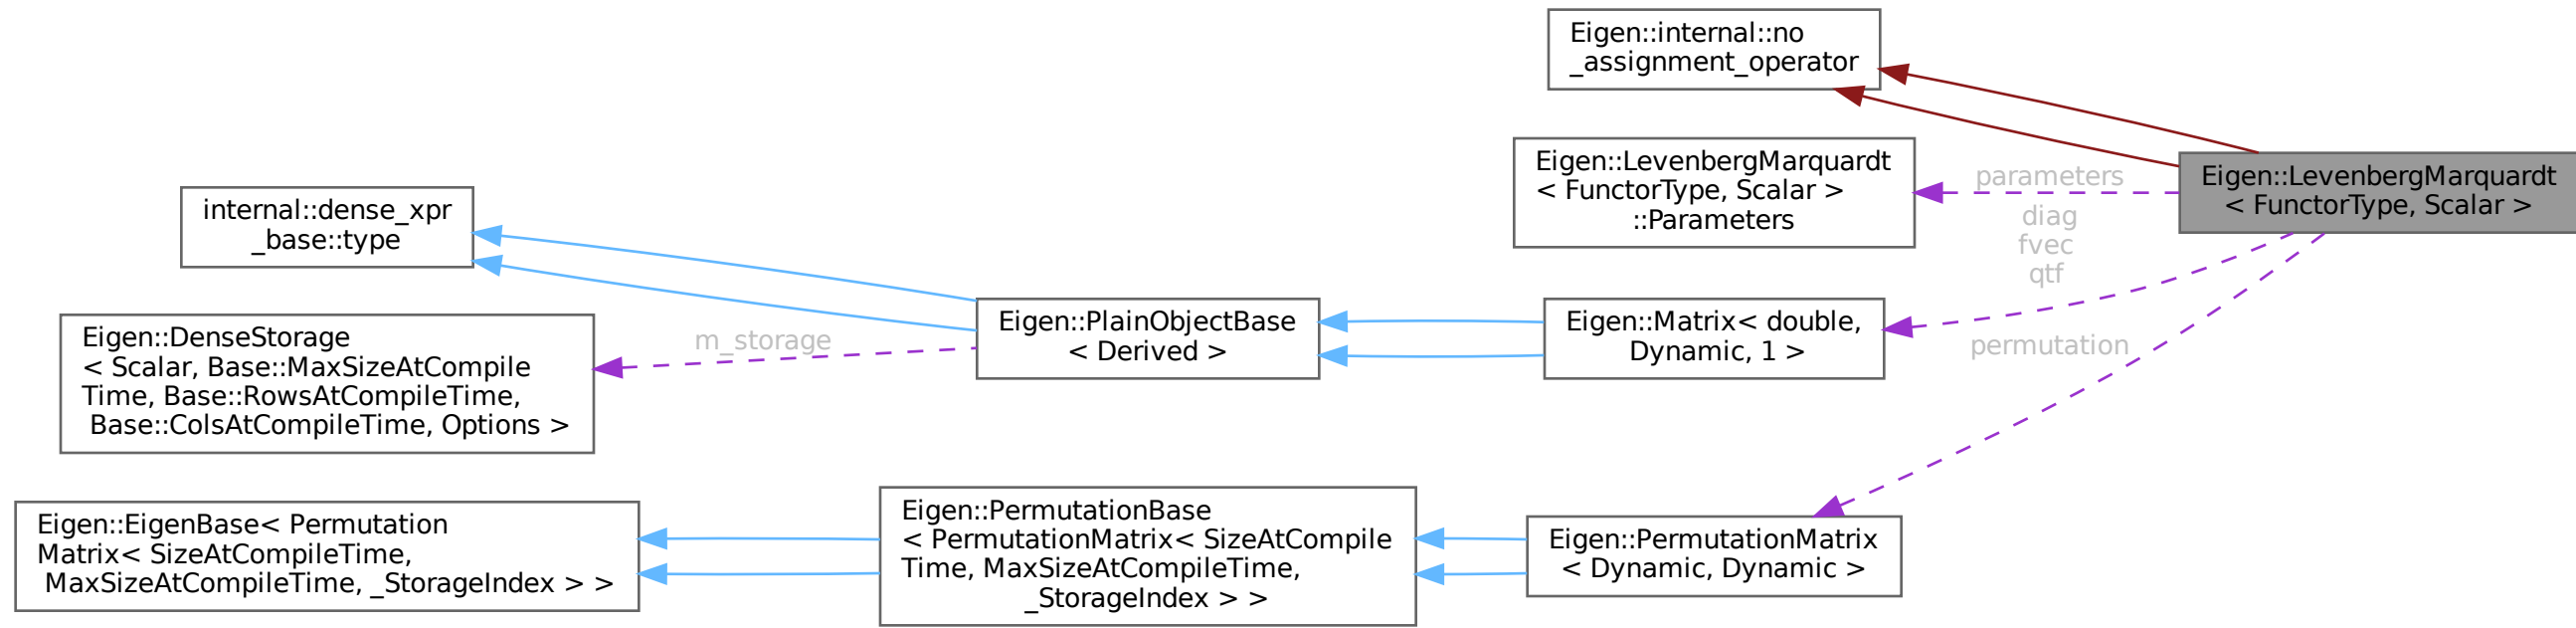 Eigen::internal::no
_assignment_operator
Eigen::LevenbergMarquardt
< FunctorType, Scalar >
::Parameters
parameters
Eigen::LevenbergMarquardt
< FunctorType, Scalar >
diag
fvec
qtf
internal::dense_xpr
_base::type
Eigen::DenseStorage
< Scalar, Base::MaxSizeAtCompile
Time, Base::RowsAtCompileTime,
Base::ColsAtCompileTime, Options >
m_storage
Eigen::PlainObjectBase
< Derived >
Eigen::Matrix< double,
Dynamic, 1 >
permutation
Eigen::EigenBase< Permutation
Matrix< SizeAtCompileTime,
MaxSizeAtCompileTime, _StorageIndex > >
Eigen::PermutationBase
< PermutationMatrix< SizeAtCompile
Time, MaxSizeAtCompileTime,
_StorageIndex > >
Eigen::PermutationMatrix
< Dynamic, Dynamic >